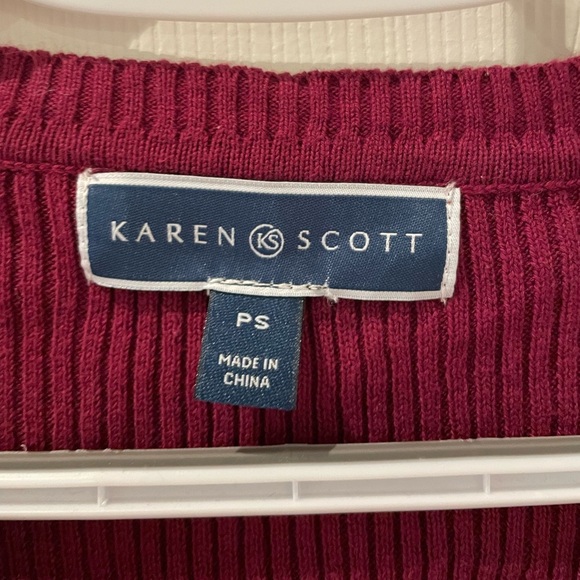 KAREN KS SCOTT
PS
MADE IN
CHINA